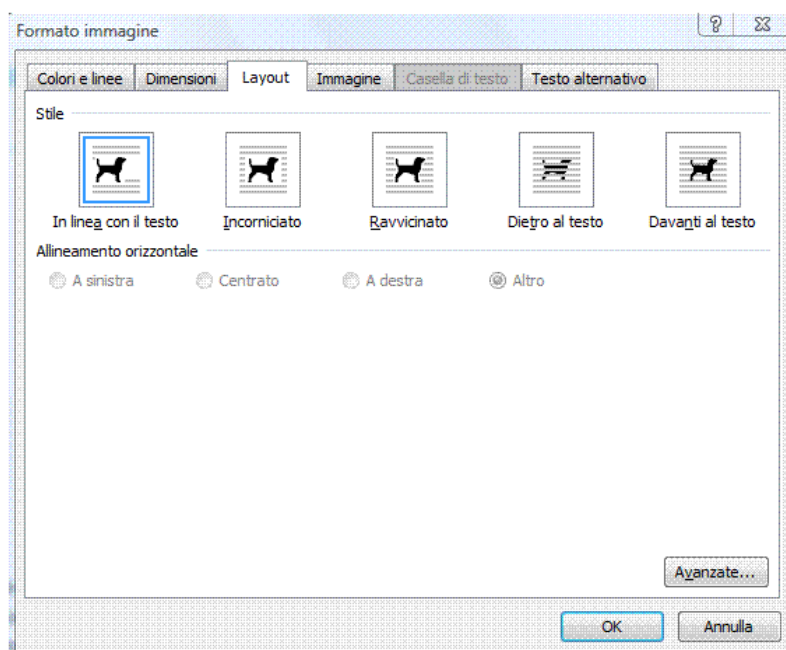 Formato immagine
Colori e linee Dimensioni Layout Immagine Casella di testo Testo alternativo
Stile
In linea con il testo Incorniciato Ravvicinato Dietro al testo Davanti al testo
Allineamento orizzontale
A sinistra Centrato A destra Altro
Avanzate...
OK Annulla